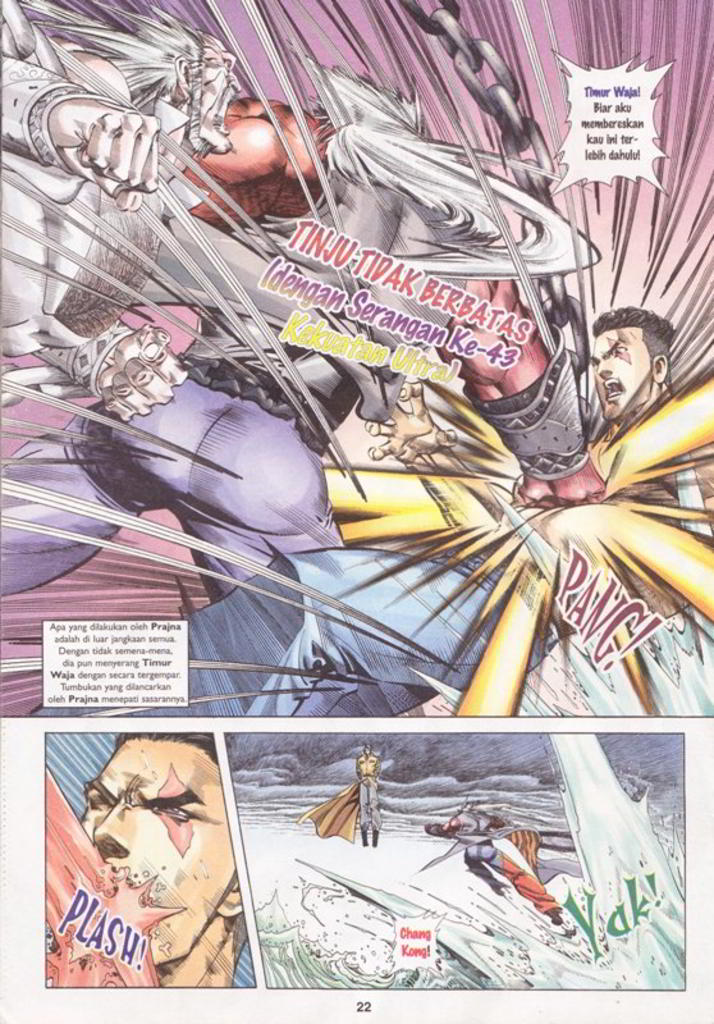 Timur Waja!
Biar aku
membereskan
kau ini ter-
lebih dahulu!
TINJU TIDAK BERBATAS
(dengan Serangan Ke-43
Kekuatan Ultra)
PANG!
Apa yang dilakukan oleh Prajna
adalah di luar jangkaan semua.
Dengan tidak semena-mena,
dia pun menyerang Timur
Waja dengan secara tergempar.
Tumbukan yang dilancarkan
oleh Prajna menepati sasarannya.
PLASH!
Chang
Kong!
Yak!
22